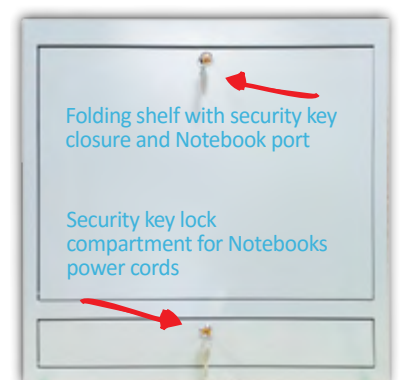 Folding shelf with security key
closure and Notebook port
Security key lock
compartment for Notebooks
power cords